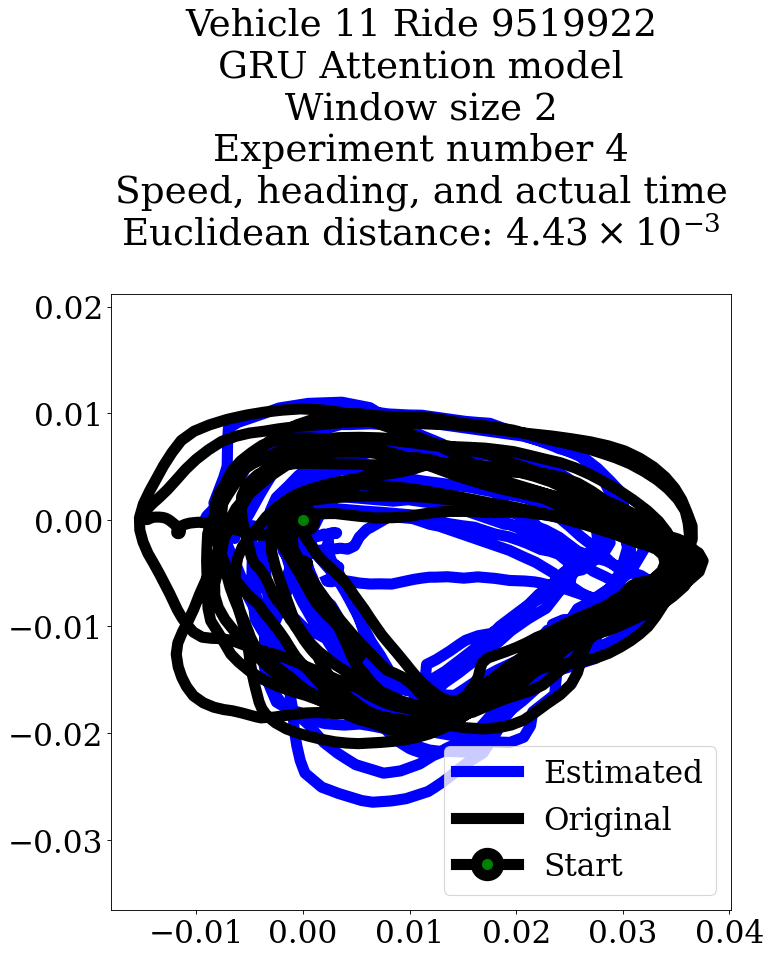 Vehicle 11 Ride 9519922
GRU Attention model
Window size 2
Experiment number 4
Speed, heading, and actual time
Euclidean distance: 4.43 × 10⁻³
0.02
0.01
0.00
−0.01
−0.02
−0.03
Estimated
Original
Start
−0.01 0.00 0.01 0.02 0.03 0.04